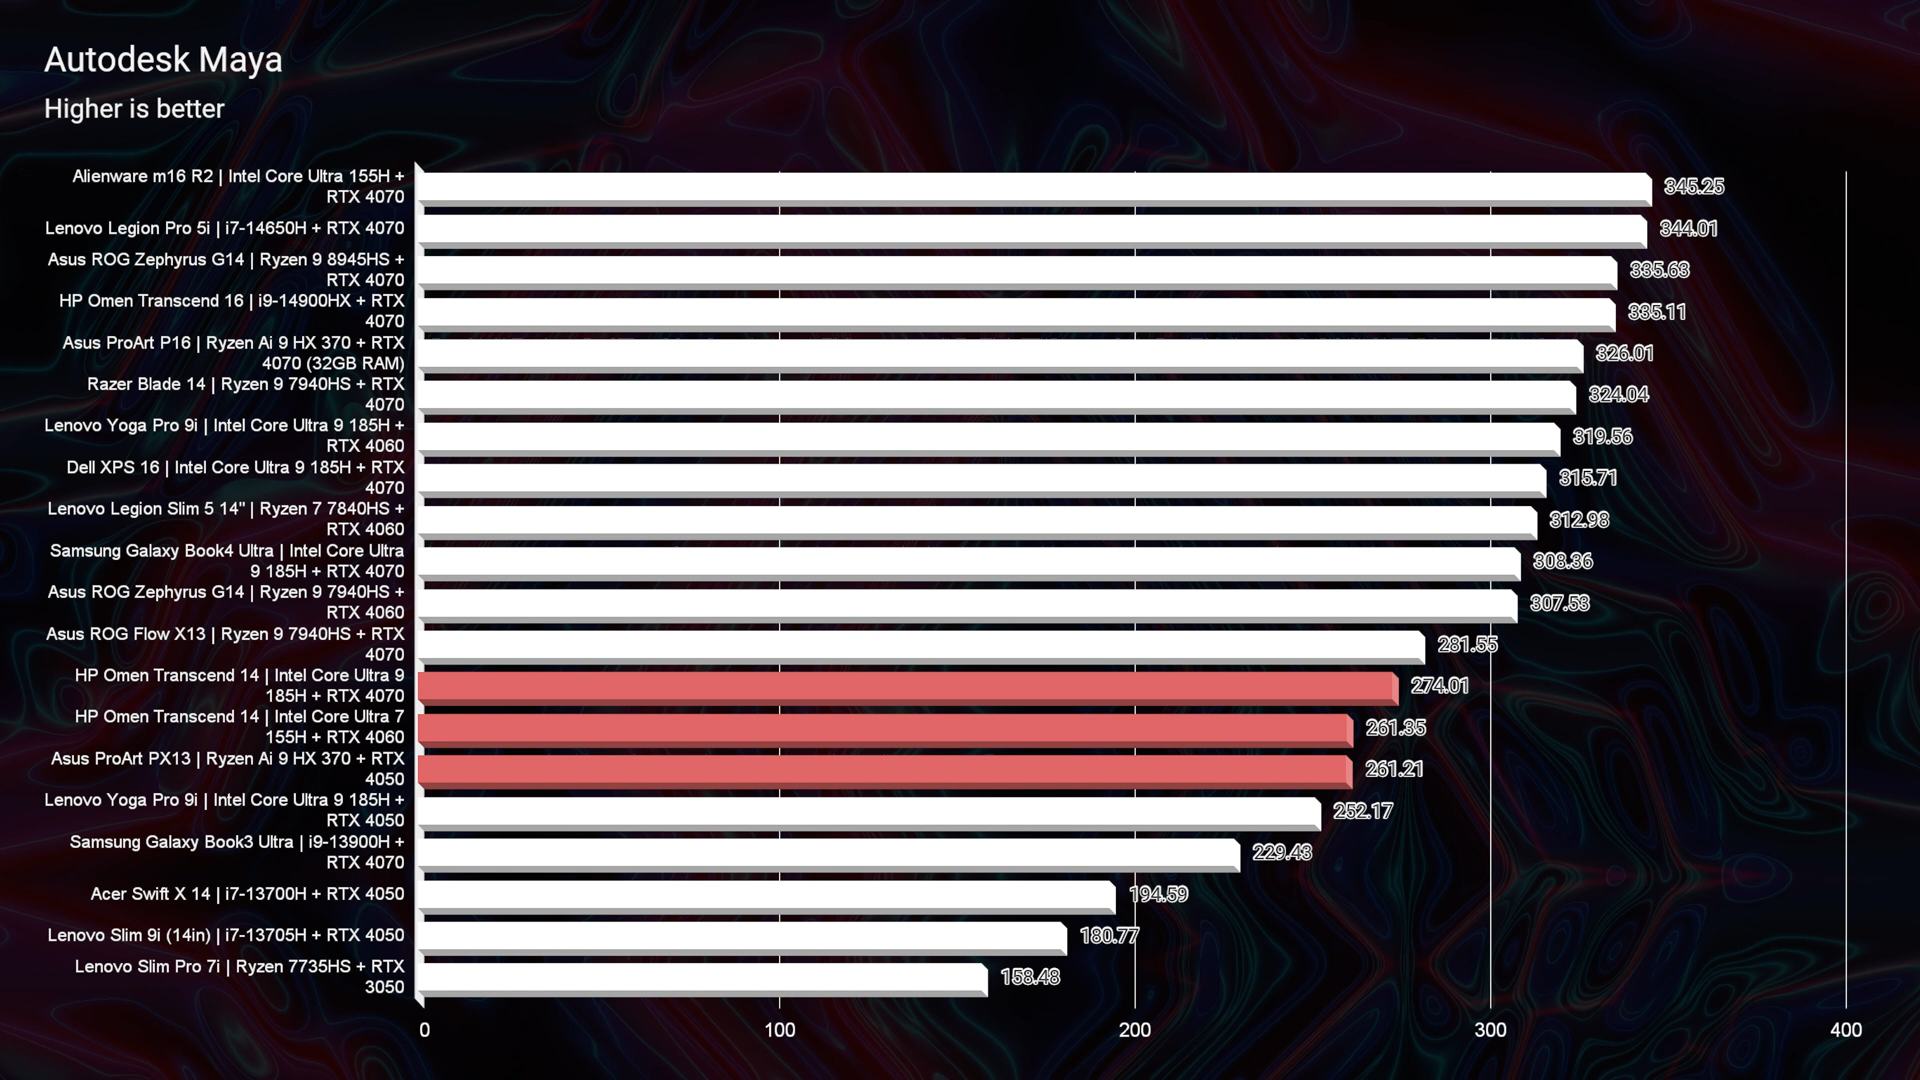 Autodesk Maya
Higher is better
Alienware m16 R2 | Intel Core Ultra 155H +
RTX 4070
345.25
Lenovo Legion Pro 5i | i7-14650H + RTX 4070
344.01
Asus ROG Zephyrus G14 | Ryzen 9 8945HS +
RTX 4070
335.63
HP Omen Transcend 16 | i9-14900HX + RTX
4070
335.11
Asus ProArt P16 | Ryzen Ai 9 HX 370 + RTX
4070 (32GB RAM)
326.01
Razer Blade 14 | Ryzen 9 7940HS + RTX
4070
324.04
Lenovo Yoga Pro 9i | Intel Core Ultra 9 185H +
RTX 4060
319.56
Dell XPS 16 | Intel Core Ultra 9 185H + RTX
4070
315.71
Lenovo Legion Slim 5 14" | Ryzen 7 7840HS +
RTX 4060
312.98
Samsung Galaxy Book4 Ultra | Intel Core Ultra
9 185H + RTX 4070
308.36
Asus ROG Zephyrus G14 | Ryzen 9 7940HS +
RTX 4060
307.53
Asus ROG Flow X13 | Ryzen 9 7940HS + RTX
4070
281.55
HP Omen Transcend 14 | Intel Core Ultra 9
185H + RTX 4070
274.01
HP Omen Transcend 14 | Intel Core Ultra 7
155H + RTX 4060
261.35
Asus ProArt PX13 | Ryzen Ai 9 HX 370 + RTX
4050
261.21
Lenovo Yoga Pro 9i | Intel Core Ultra 9 185H +
RTX 4050
252.17
Samsung Galaxy Book3 Ultra | i9-13900H +
RTX 4070
229.43
Acer Swift X 14 | i7-13700H + RTX 4050
194.59
Lenovo Slim 9i (14in) | i7-13705H + RTX 4050
180.77
Lenovo Slim Pro 7i | Ryzen 7735HS + RTX
3050
158.48
0 100 200 300 400